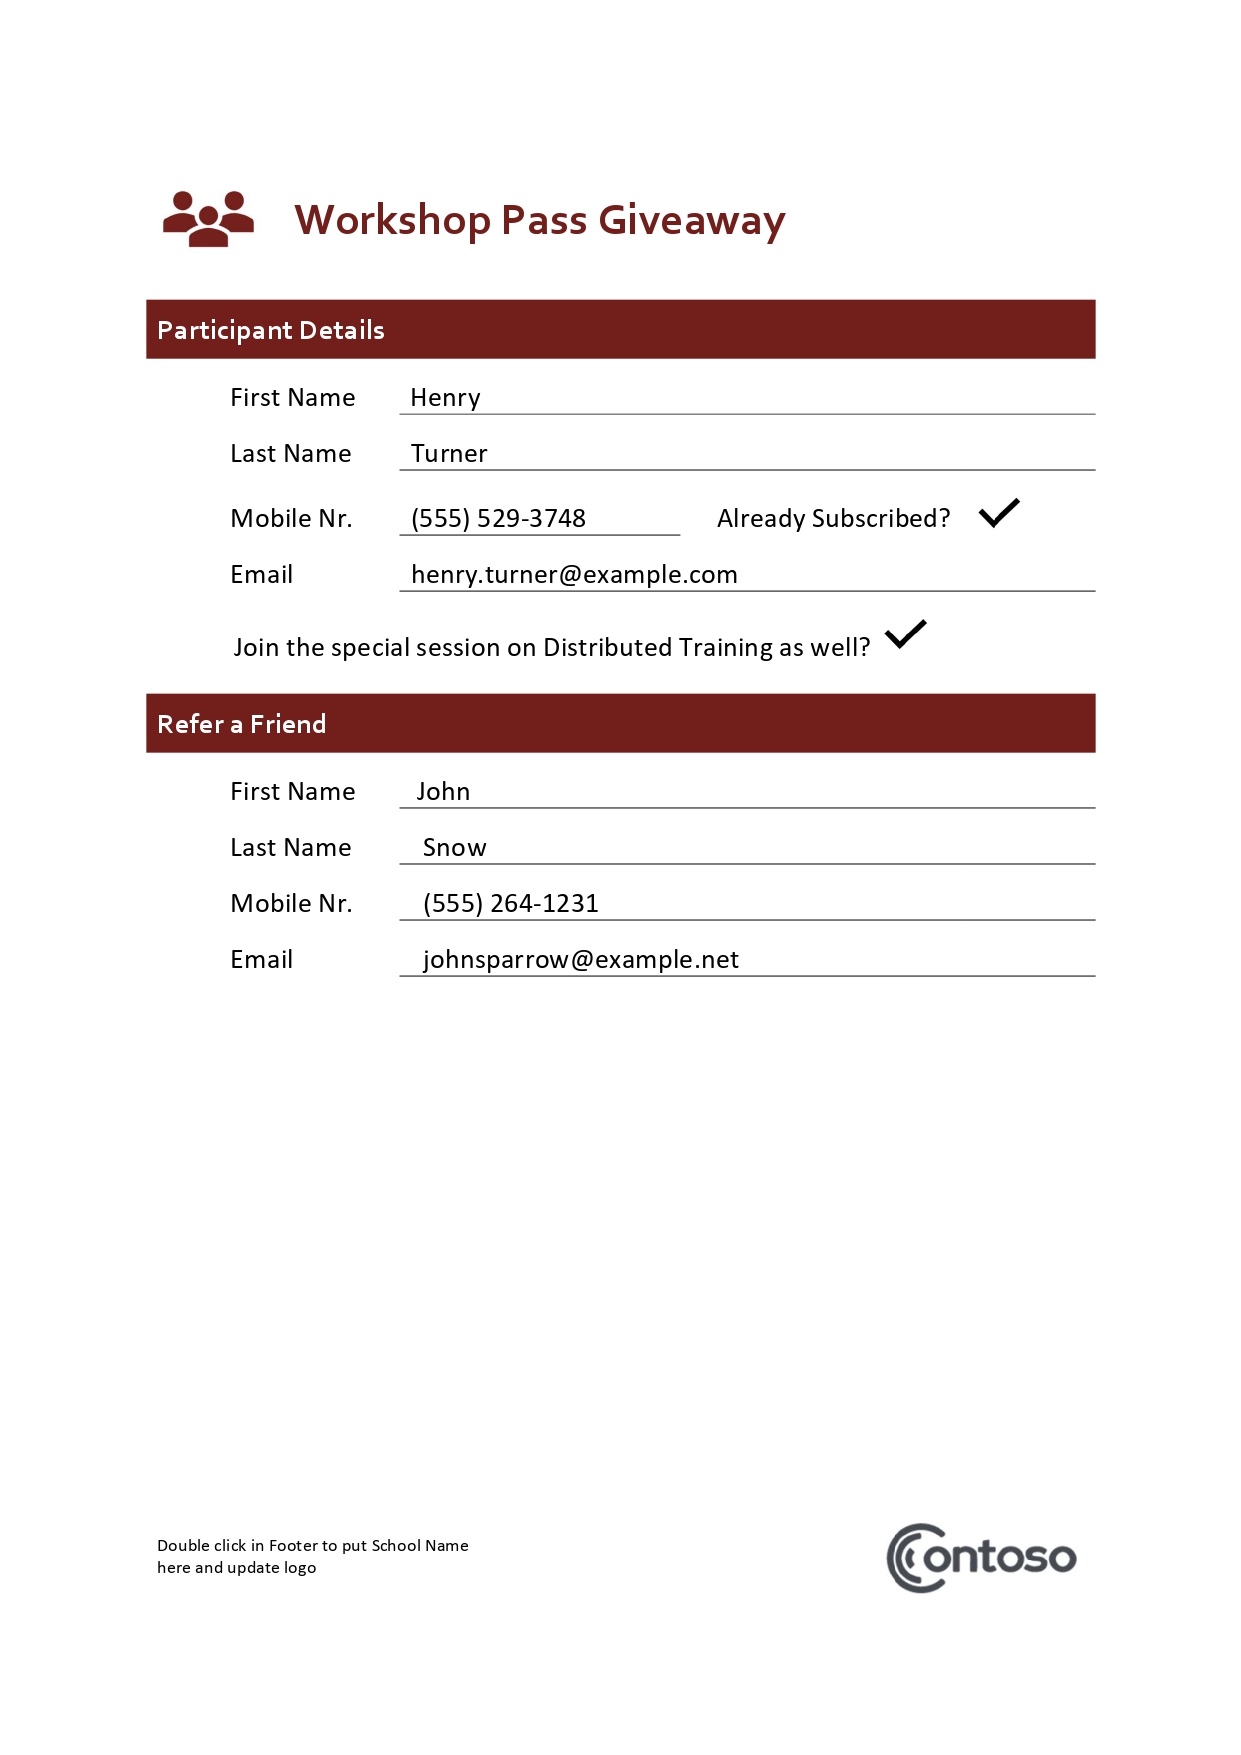 Workshop Pass Giveaway
Participant Details
First Name Henry
Last Name Turner
Mobile Nr. (555) 529-3748 Already Subscribed? ✓
Email henry.turner@example.com
Join the special session on Distributed Training as well? ✓
Refer a Friend
First Name John
Last Name Snow
Mobile Nr. (555) 264-1231
Email johnsparrow@example.net
Double click in Footer to put School Name
here and update logo
Contoso